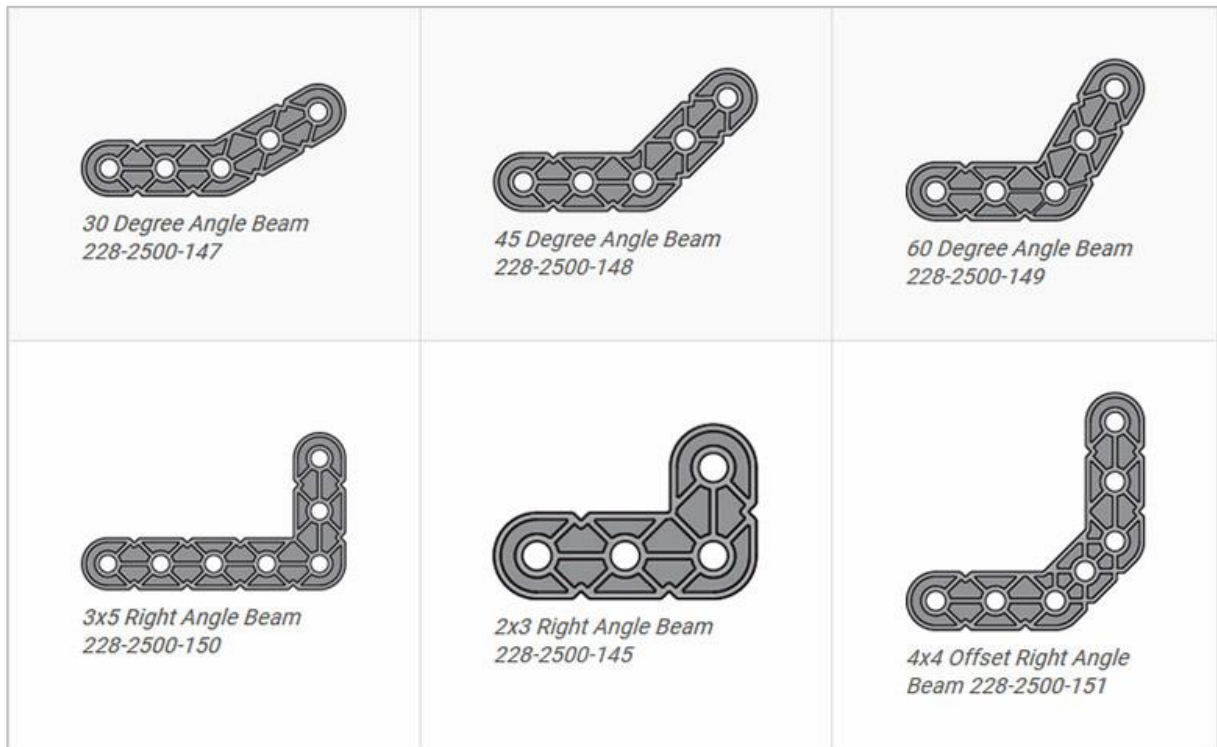 30 Degree Angle Beam
228-2500-147
45 Degree Angle Beam
228-2500-148
60 Degree Angle Beam
228-2500-149
3x5 Right Angle Beam
228-2500-150
2x3 Right Angle Beam
228-2500-145
4x4 Offset Right Angle
Beam 228-2500-151